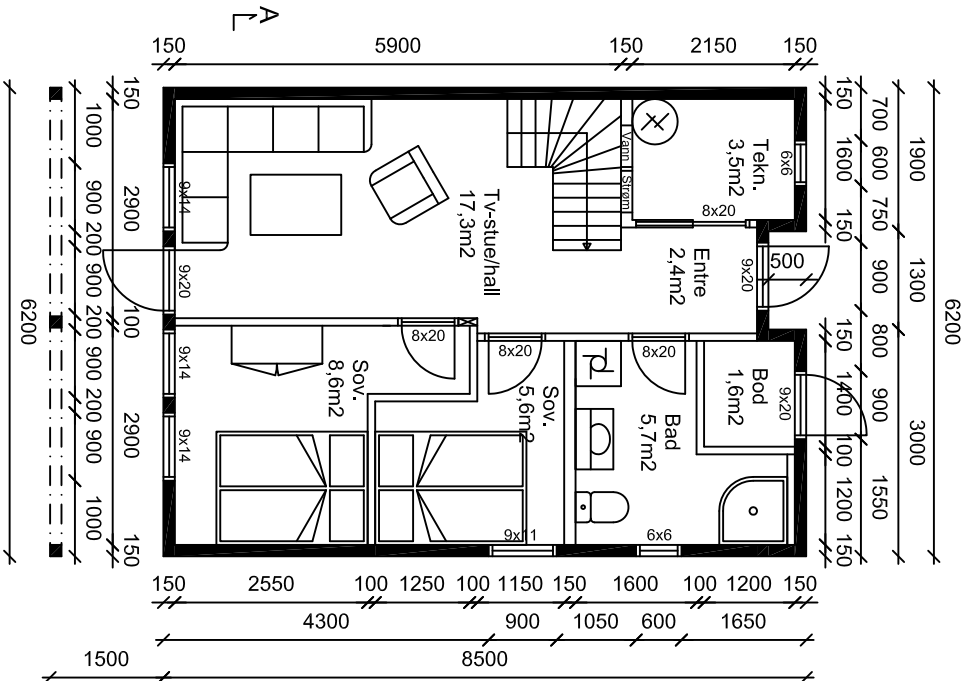 A
150 5900 150 2150 150
Tekn.
3,5m2
6x6
Vann
Strøm
8x20
Tv-stue/hall
17,3m2
Entre
2,4m2
9x20
500
9x14
9x20
9x14
9x14
8x20
8x20
8x20
Sov.
8,6m2
Sov.
5,6m2
Bad
5,7m2
Bod
1,6m2
9x20
9x11
6x6
150 2550 100 1250 100 1150 150 1600 100 1200 150
4300 900 1050 600 1650
1500 8500
150 2900 100 2900 150
1000 900 200 900 200 900 200 900 1000
6200
150 1600 150 150 1400 100 1200 150
700 600 750 900 800 900 1550
1900 1300 3000
6200